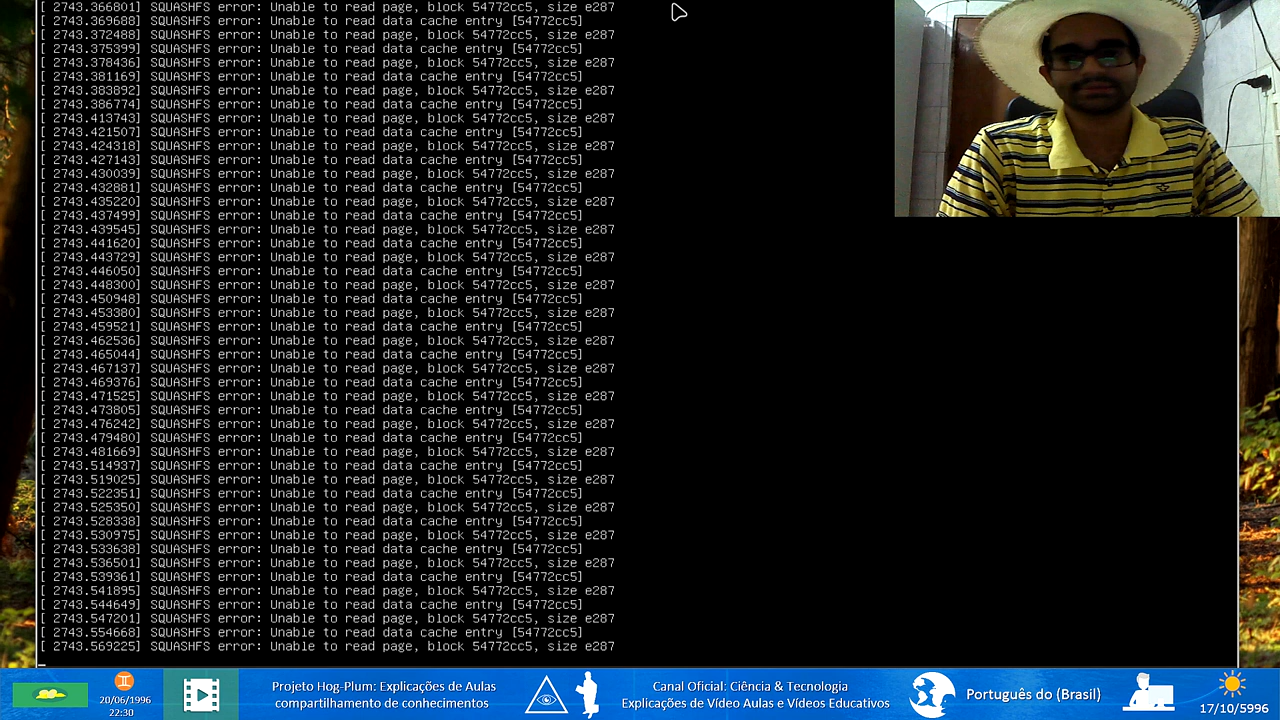 [ 2743.366801] SQUASHFS error: Unable to read page, block 54772cc5, size e287
[ 2743.369688] SQUASHFS error: Unable to read data cache entry [54772cc5]
[ 2743.372488] SQUASHFS error: Unable to read page, block 54772cc5, size e287
[ 2743.375399] SQUASHFS error: Unable to read data cache entry [54772cc5]
[ 2743.378436] SQUASHFS error: Unable to read page, block 54772cc5, size e287
[ 2743.381169] SQUASHFS error: Unable to read data cache entry [54772cc5]
[ 2743.383892] SQUASHFS error: Unable to read page, block 54772cc5, size e287
[ 2743.386774] SQUASHFS error: Unable to read data cache entry [54772cc5]
[ 2743.413743] SQUASHFS error: Unable to read page, block 54772cc5, size e287
[ 2743.421507] SQUASHFS error: Unable to read data cache entry [54772cc5]
[ 2743.424318] SQUASHFS error: Unable to read page, block 54772cc5, size e287
[ 2743.427143] SQUASHFS error: Unable to read data cache entry [54772cc5]
[ 2743.430039] SQUASHFS error: Unable to read page, block 54772cc5, size e287
[ 2743.432881] SQUASHFS error: Unable to read data cache entry [54772cc5]
[ 2743.435220] SQUASHFS error: Unable to read page, block 54772cc5, size e287
[ 2743.437499] SQUASHFS error: Unable to read data cache entry [54772cc5]
[ 2743.439545] SQUASHFS error: Unable to read page, block 54772cc5, size e287
[ 2743.441620] SQUASHFS error: Unable to read data cache entry [54772cc5]
[ 2743.443729] SQUASHFS error: Unable to read page, block 54772cc5, size e287
[ 2743.446050] SQUASHFS error: Unable to read data cache entry [54772cc5]
[ 2743.448300] SQUASHFS error: Unable to read page, block 54772cc5, size e287
[ 2743.450948] SQUASHFS error: Unable to read data cache entry [54772cc5]
[ 2743.453380] SQUASHFS error: Unable to read page, block 54772cc5, size e287
[ 2743.459521] SQUASHFS error: Unable to read data cache entry [54772cc5]
[ 2743.462536] SQUASHFS error: Unable to read page, block 54772cc5, size e287
[ 2743.465044] SQUASHFS error: Unable to read data cache entry [54772cc5]
[ 2743.467137] SQUASHFS error: Unable to read page, block 54772cc5, size e287
[ 2743.469376] SQUASHFS error: Unable to read data cache entry [54772cc5]
[ 2743.471525] SQUASHFS error: Unable to read page, block 54772cc5, size e287
[ 2743.473805] SQUASHFS error: Unable to read data cache entry [54772cc5]
[ 2743.476242] SQUASHFS error: Unable to read page, block 54772cc5, size e287
[ 2743.479480] SQUASHFS error: Unable to read data cache entry [54772cc5]
[ 2743.481669] SQUASHFS error: Unable to read page, block 54772cc5, size e287
[ 2743.514937] SQUASHFS error: Unable to read data cache entry [54772cc5]
[ 2743.519025] SQUASHFS error: Unable to read page, block 54772cc5, size e287
[ 2743.522351] SQUASHFS error: Unable to read data cache entry [54772cc5]
[ 2743.525350] SQUASHFS error: Unable to read page, block 54772cc5, size e287
[ 2743.528338] SQUASHFS error: Unable to read data cache entry [54772cc5]
[ 2743.530975] SQUASHFS error: Unable to read page, block 54772cc5, size e287
[ 2743.533638] SQUASHFS error: Unable to read data cache entry [54772cc5]
[ 2743.536501] SQUASHFS error: Unable to read page, block 54772cc5, size e287
[ 2743.539361] SQUASHFS error: Unable to read data cache entry [54772cc5]
[ 2743.541895] SQUASHFS error: Unable to read page, block 54772cc5, size e287
[ 2743.544649] SQUASHFS error: Unable to read data cache entry [54772cc5]
[ 2743.547201] SQUASHFS error: Unable to read page, block 54772cc5, size e287
[ 2743.554668] SQUASHFS error: Unable to read data cache entry [54772cc5]
[ 2743.569225] SQUASHFS error: Unable to read page, block 54772cc5, size e287
20/06/1996
22:30
Projeto Hog-Plum: Explicações de Aulas
compartilhamento de conhecimentos
Canal Oficial: Ciência & Tecnologia
Explicações de Vídeo Aulas e Vídeos Educativos
Português do (Brasil)
17/10/5996